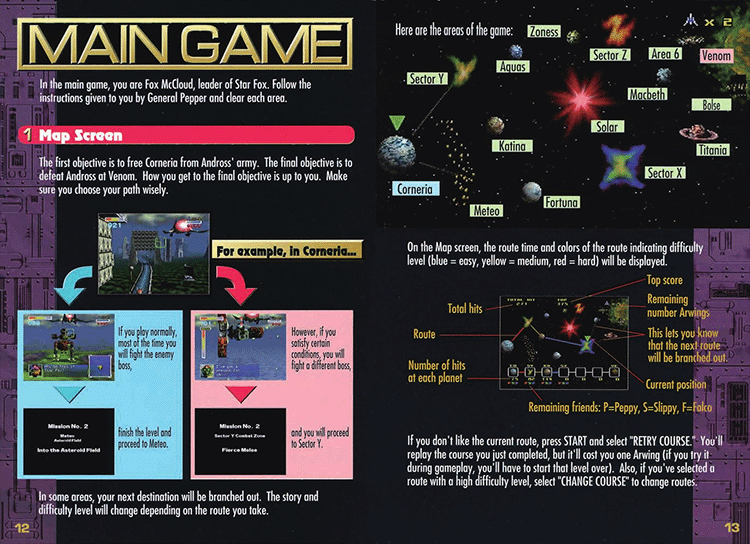 MAIN GAME
In the main game, you are Fox McCloud, leader of Star Fox. Follow the
instructions given to you by General Pepper and clear each area.
1 Map Screen
The first objective is to free Corneria from Andross' army. The final objective is to
defeat Andross at Venom. How you get to the final objective is up to you. Make
sure you choose your path wisely.
For example, in Corneria...
If you play normally,
most of the time you
will fight the enemy
boss,
Mission No. 2
Meteo
Asteroid Field
Into the Asteroid Field
finish the level and
proceed to Meteo.
However, if you
satisfy certain
conditions, you will
fight a different boss,
Mission No. 2
Sector Y Combat Zone
Fierce Melee
and you will proceed
to Sector Y.
In some areas, your next destination will be branched out. The story and
difficulty level will change depending on the route you take.
12
Here are the areas of the game:
x 2
Zoness
Sector Z
Area 6
Venom
Aquas
Sector Y
Macbeth
Bolse
Solar
Katina
Titania
Sector X
Corneria
Fortuna
Meteo
On the Map screen, the route time and colors of the route indicating difficulty
level (blue = easy, yellow = medium, red = hard) will be displayed.
Top score
Total hits
Remaining
number Arwings
TOTAL HIT
TOP
Route
This lets you know
that the next route
will be branched out.
Number of hits
at each planet
Current position
Remaining friends: P=Peppy, S=Slippy, F=Falco
If you don't like the current route, press START and select "RETRY COURSE." You'll
replay the course you just completed, but it'll cost you one Arwing (if you try it
during gameplay, you'll have to start that level over). Also, if you've selected a
route with a high difficulty level, select "CHANGE COURSE" to change routes.
13